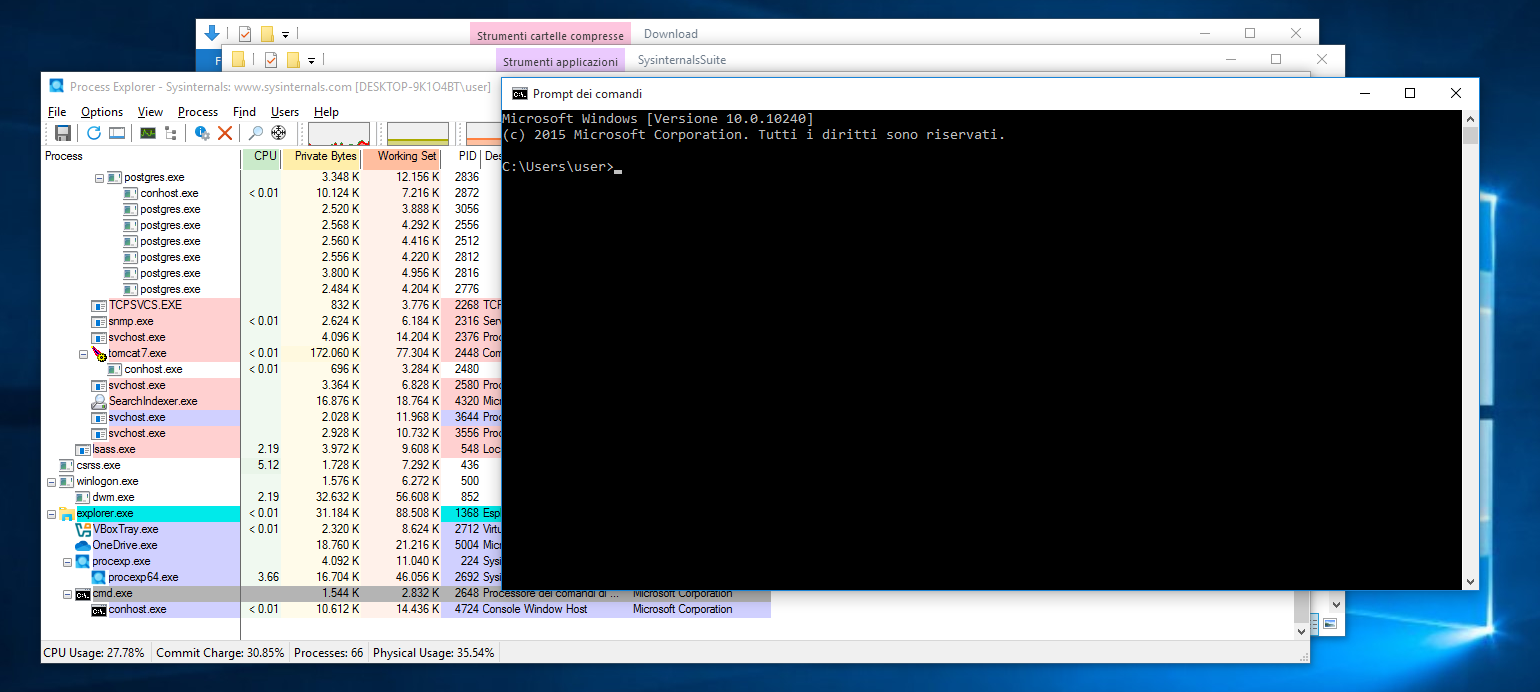 Strumenti cartelle compresse Download
F Strumenti applicazioni SysinternalsSuite
Process Explorer - Sysinternals: www.sysinternals.com [DESKTOP-9K1O4BT\user]
File Options View Process Find Users Help
Process CPU Private Bytes Working Set PID Des
postgres.exe 3.348 K 12.156 K 2836
conhost.exe < 0.01 10.124 K 7.216 K 2872
postgres.exe 2.520 K 3.888 K 3056
postgres.exe 2.568 K 4.292 K 2556
postgres.exe 2.560 K 4.416 K 2512
postgres.exe 2.556 K 4.220 K 2812
postgres.exe 3.800 K 4.956 K 2816
postgres.exe 2.484 K 4.204 K 2776
TCPSVCS.EXE 832 K 3.776 K 2268 TCP
snmp.exe < 0.01 2.624 K 6.184 K 2316 Serv
svchost.exe 4.096 K 14.204 K 2376 Proc
tomcat7.exe < 0.01 172.060 K 77.304 K 2448 Com
conhost.exe < 0.01 696 K 3.284 K 2480
svchost.exe 3.364 K 6.828 K 2580 Proc
SearchIndexer.exe 16.876 K 18.764 K 4320 Micr
svchost.exe 2.028 K 11.968 K 3644 Proc
svchost.exe 2.928 K 10.732 K 3556 Proc
lsass.exe 2.19 3.972 K 9.608 K 548 Loc
csrss.exe 5.12 1.728 K 7.292 K 436
winlogon.exe 1.576 K 6.272 K 500
dwm.exe 2.19 32.632 K 56.608 K 852
explorer.exe < 0.01 31.184 K 88.508 K 1368 Espl
VBoxTray.exe < 0.01 2.320 K 8.624 K 2712 Virtu
OneDrive.exe 18.760 K 21.216 K 5004 Micr
procexp.exe 4.092 K 11.040 K 224 Sysi
procexp64.exe 3.66 16.704 K 46.056 K 2692 Sysi
cmd.exe 1.544 K 2.832 K 2648 Processore dei comandi di ... Microsoft Corporation
conhost.exe < 0.01 10.612 K 14.436 K 4724 Console Window Host Microsoft Corporation
CPU Usage: 27.78% Commit Charge: 30.85% Processes: 66 Physical Usage: 35.54%
Prompt dei comandi
Microsoft Windows [Versione 10.0.10240]
(c) 2015 Microsoft Corporation. Tutti i diritti sono riservati.
C:\Users\user>_